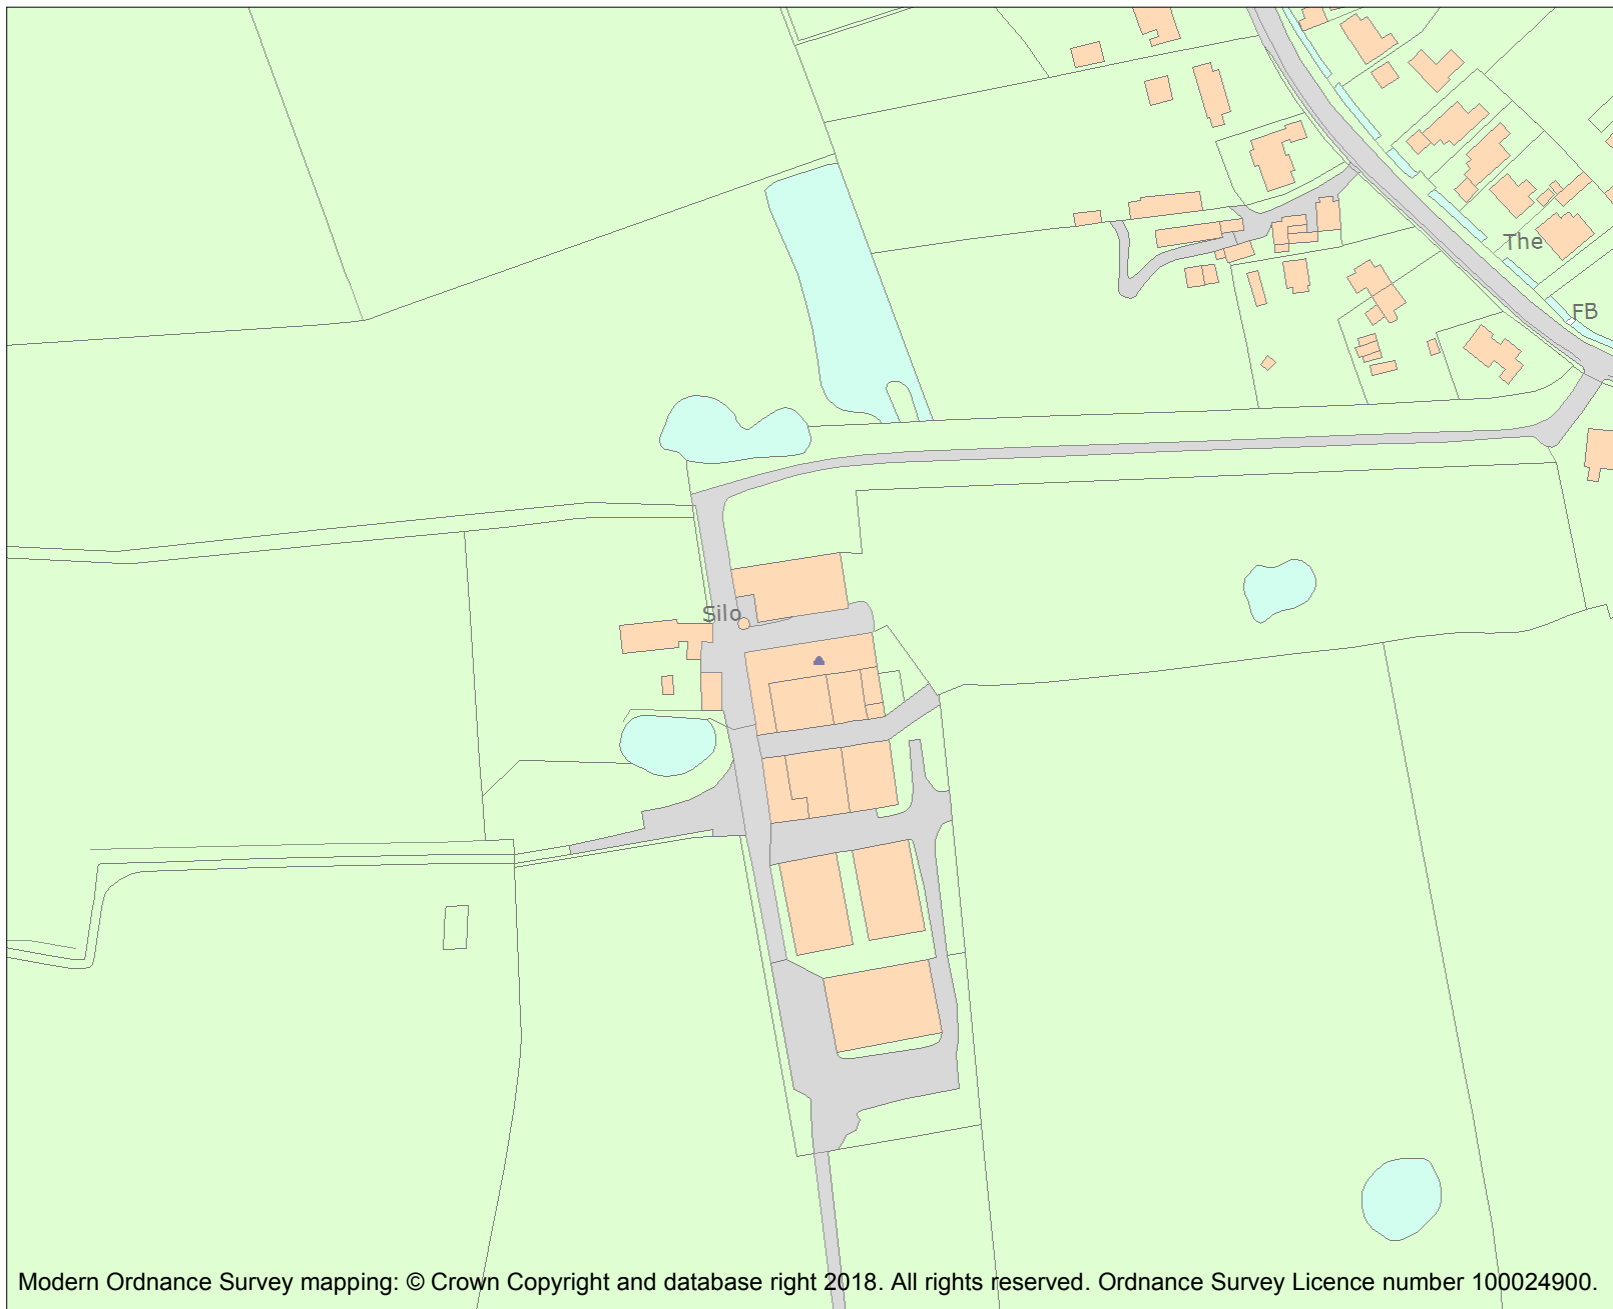 The
FB
Silo
Modern Ordnance Survey mapping: © Crown Copyright and database right 2018. All rights reserved. Ordnance Survey Licence number 100024900.